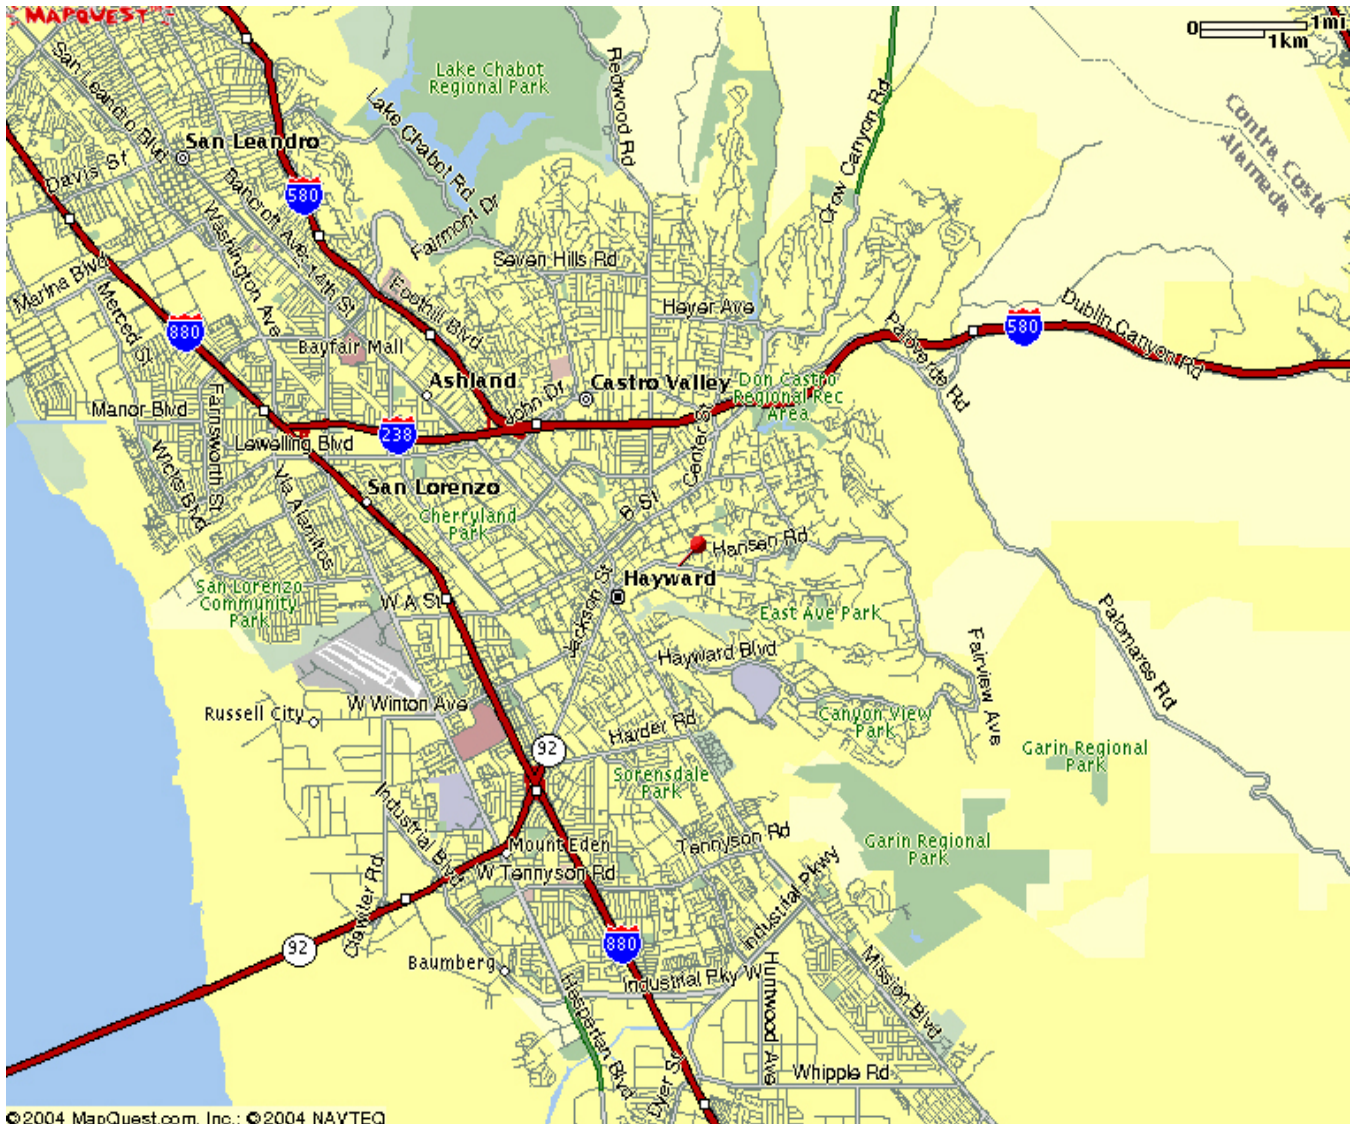 MAPQUEST
0 1mi
1km
Lake Chabot
Regional Park
Redwood Rd
Crow Canyon Rd
Contra Costa
Alameda
San Leandro Blvd
San Leandro
Lake Chabot Rd
Davis St
580
Bancroft Ave
Fairmont Dr
Washington Ave
E 14th St
Seven Hills Rd
Marina Blvd
Merced St
Foothill Blvd
Heyer Ave
Dublin Canyon Rd
580
880
Bayfair Mall
Palo Verde Rd
Ashland
Castro Valley
Don Castro
Regional Rec
Area
John Dr
Manor Blvd
Farnsworth St
238
Lewelling Blvd
Center St
Wicks Blvd
Via Alamitos
San Lorenzo
B St
Cherryland
Park
Hansen Rd
Hayward
San Lorenzo
Community
Park
W A St
Jackson St
East Ave Park
Palomares Rd
Fairview Ave
Hayward Blvd
W Winton Ave
Russell City
Canyon View
Park
Harder Rd
Garin Regional
Park
92
Sorensdale
Park
Industrial Blvd
Mount Eden
Tennyson Rd
Garin Regional
Park
W Tennyson Rd
Clawiter Rd
Industrial Pkwy
92
880
Baumberg
Industrial Pky W
Mission Blvd
Huntwood Ave
Hesperian Blvd
Dyer St
Whipple Rd
©2004 MapQuest.com, Inc.; ©2004 NAVTEQ